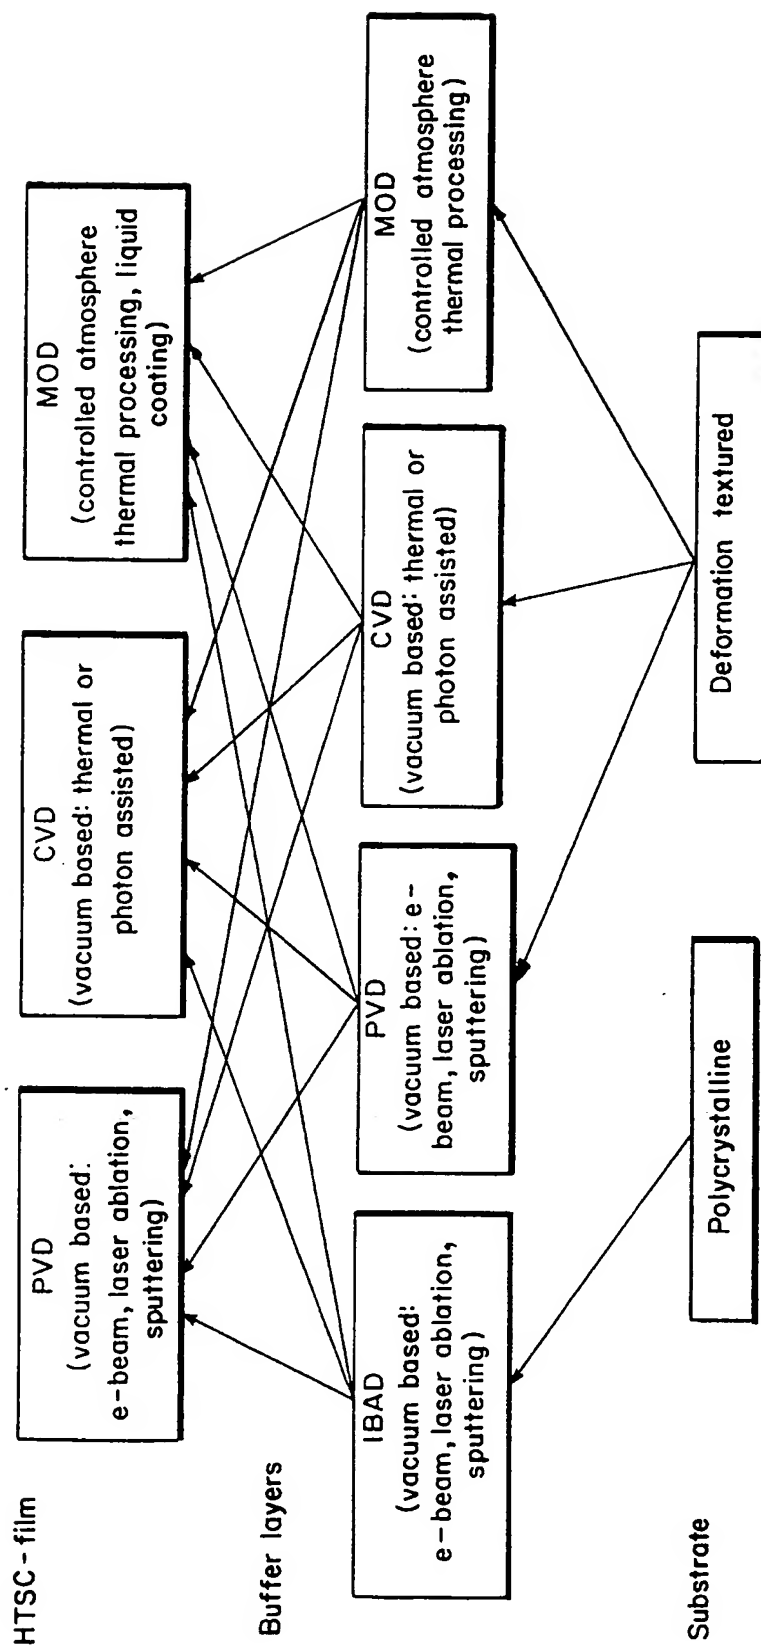 HTSC-film
PVD
(vacuum based:
e-beam, laser ablation,
sputtering)
CVD
(vacuum based: thermal or
photon assisted)
MOD
(controlled atmosphere
thermal processing, liquid
coating)
Buffer layers
IBAD
(vacuum based:
e-beam, laser ablation,
sputtering)
PVD
(vacuum based: e-
beam, laser ablation,
sputtering)
CVD
(vacuum based: thermal or
photon assisted)
MOD
(controlled atmosphere
thermal processing)
Substrate
Polycrystalline
Deformation textured